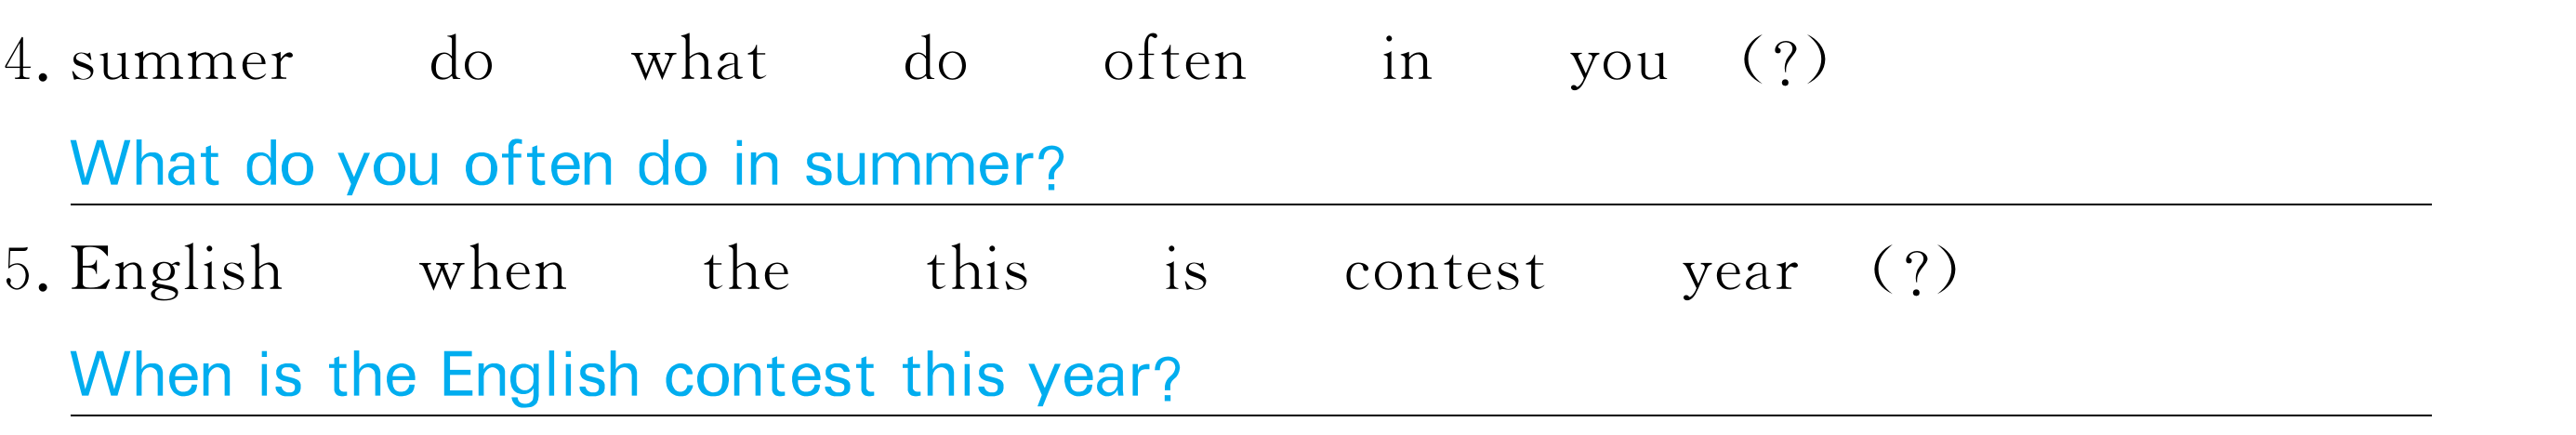 4. summer do what do often in you (?)
What do you often do in summer?
5. English when the this is contest year (?)
When is the English contest this year?